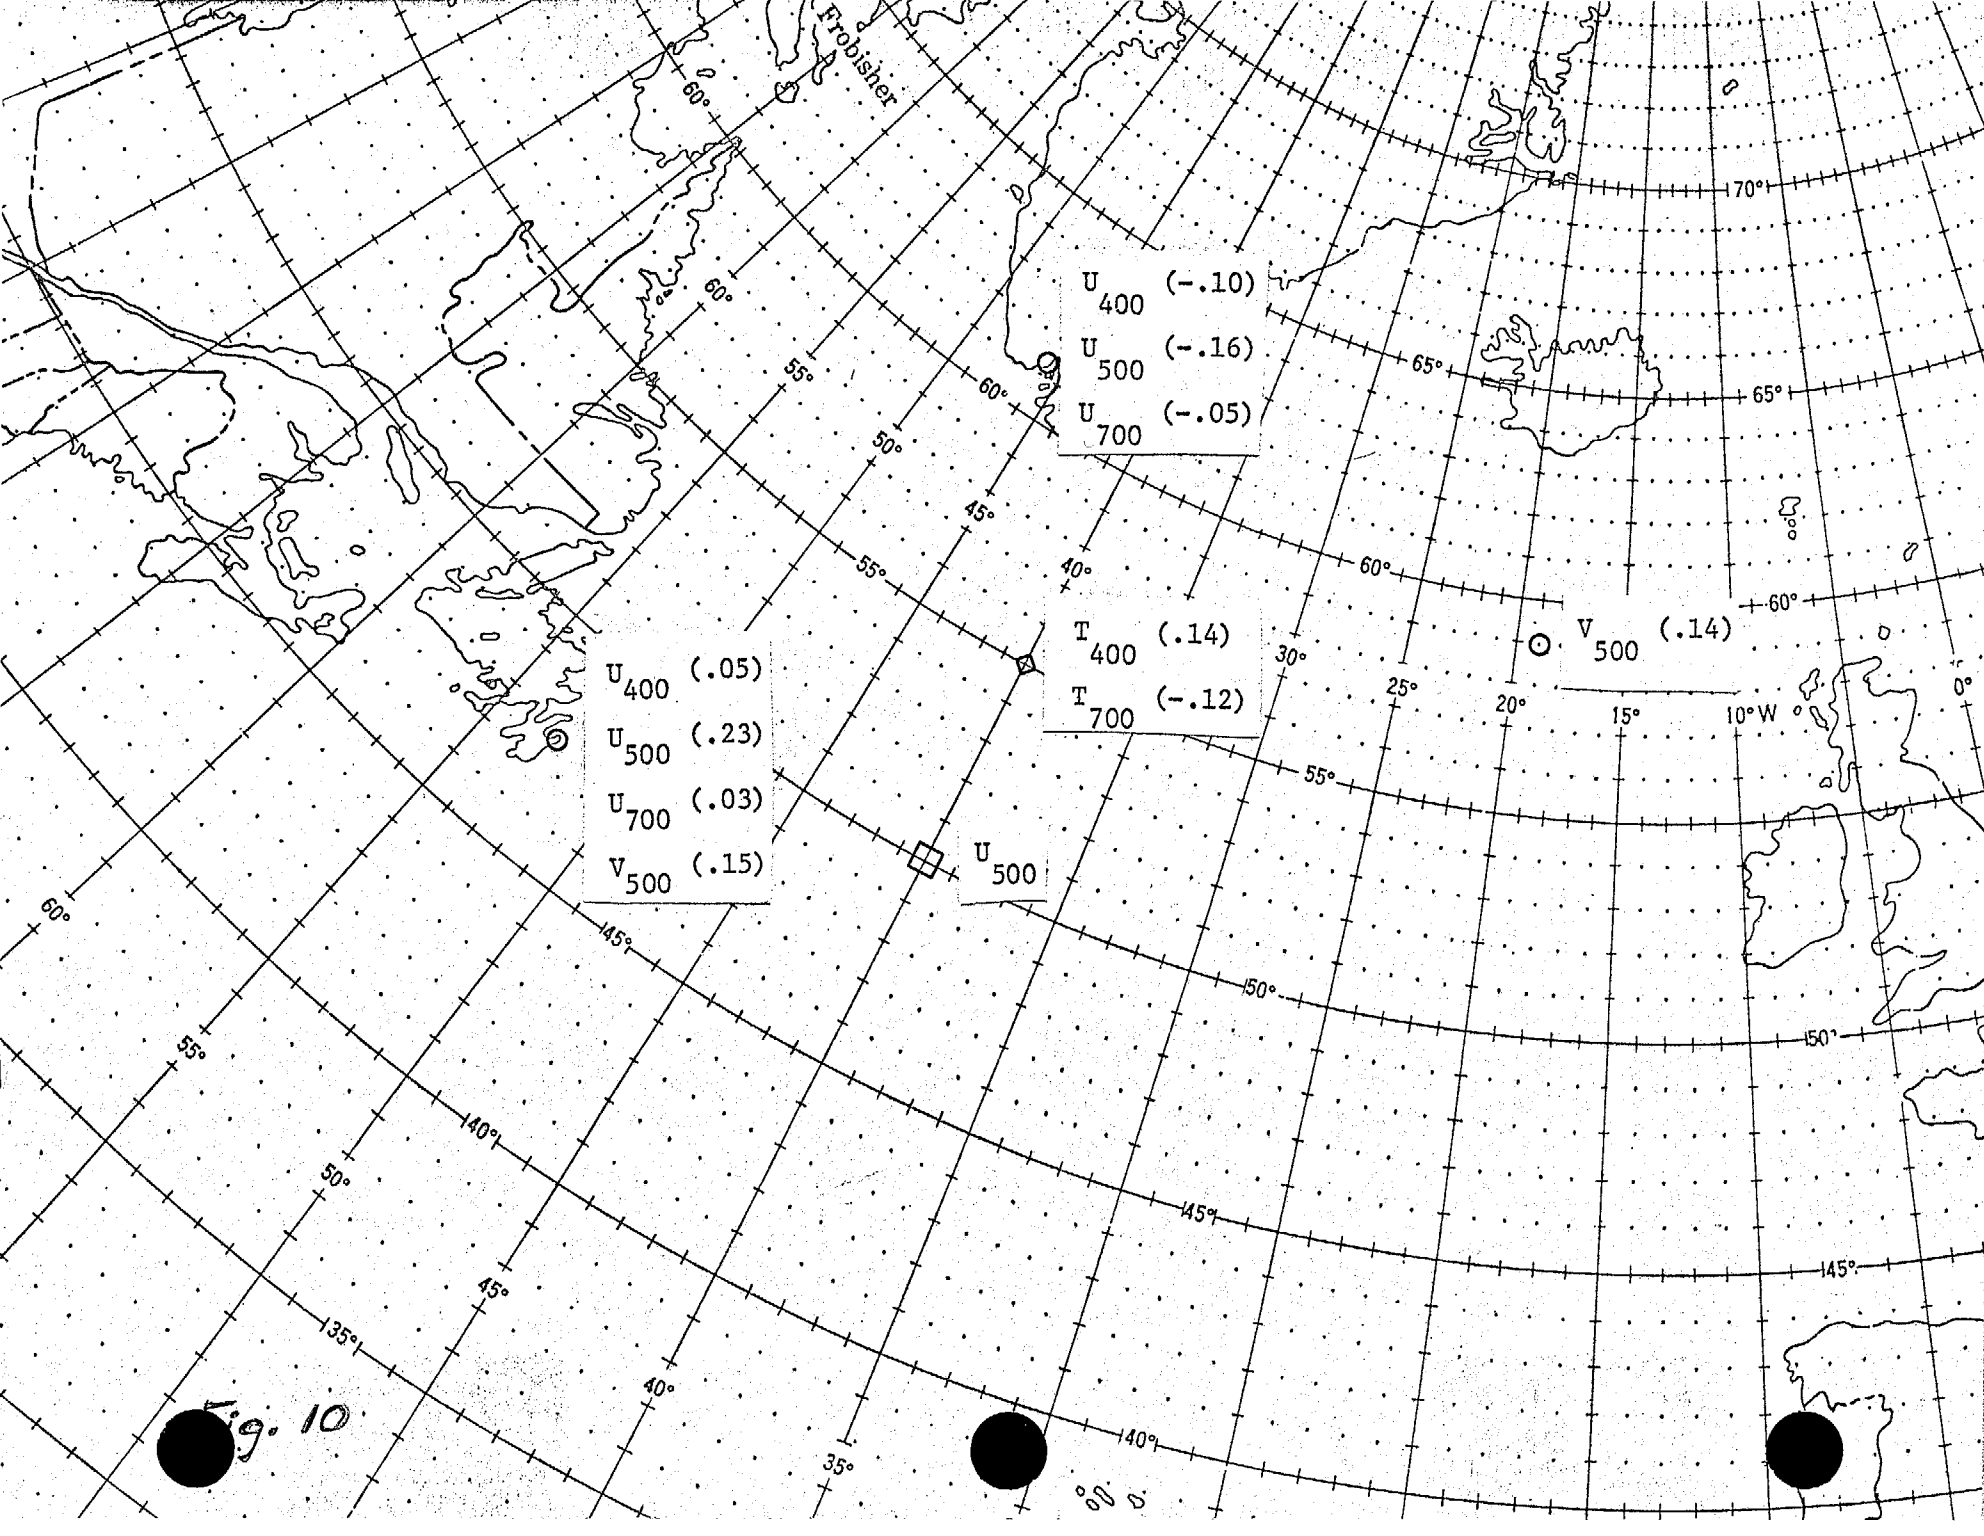 Frobisher
60°
70°
U400 (-.10)
U500 (-.16)
U700 (-.05)
60°
55°
50°
45°
60°
65°
65°
55°
40°
60°
60°
T400 (.14)
T700 (-.12)
30°
25°
20°
15°
10° W
0°
V500 (.14)
U400 (.05)
U500 (.23)
U700 (.03)
V500 (.15)
55°
U500
60°
45°
50°
50°
55°
40°
50°
45°
45°
45°
35°
40°
35°
40°
Fig. 10